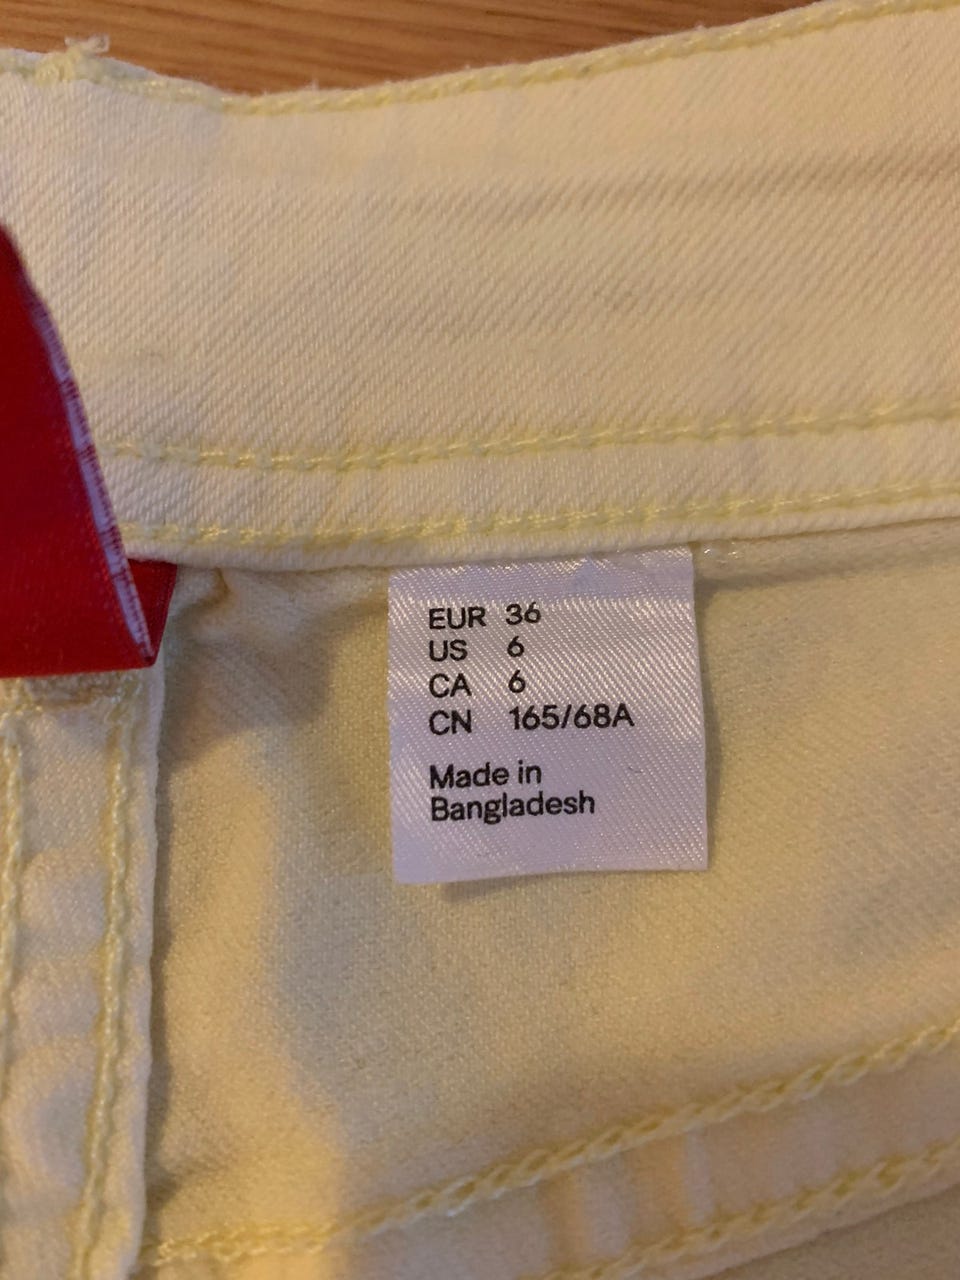 EUR 36
US 6
CA 6
CN 165/68A
Made in
Bangladesh